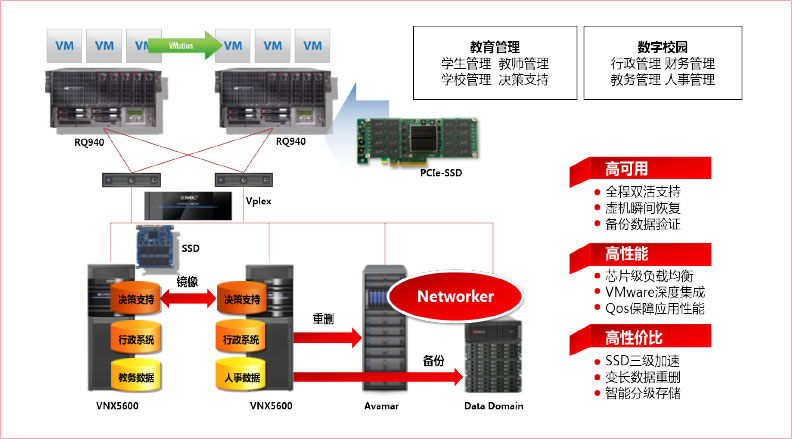 VM VM VM VMotion VM VM VM
教育管理
学生管理 教师管理
学校管理 决策支持
数字校园
行政管理 财务管理
教务管理 人事管理
RQ940
RQ940
PCIe-SSD
Vplex
EMC
SSD
高可用
全程双活支持
虚机瞬间恢复
备份数据验证
高性能
芯片级负载均衡
VMware深度集成
Qos保障应用性能
高性价比
SSD三级加速
变长数据重删
智能分级存储
镜像
决策支持
决策支持
Networker
重删
行政系统
行政系统
备份
教务数据
人事数据
VNX5600
VNX5600
Avamar
Data Domain